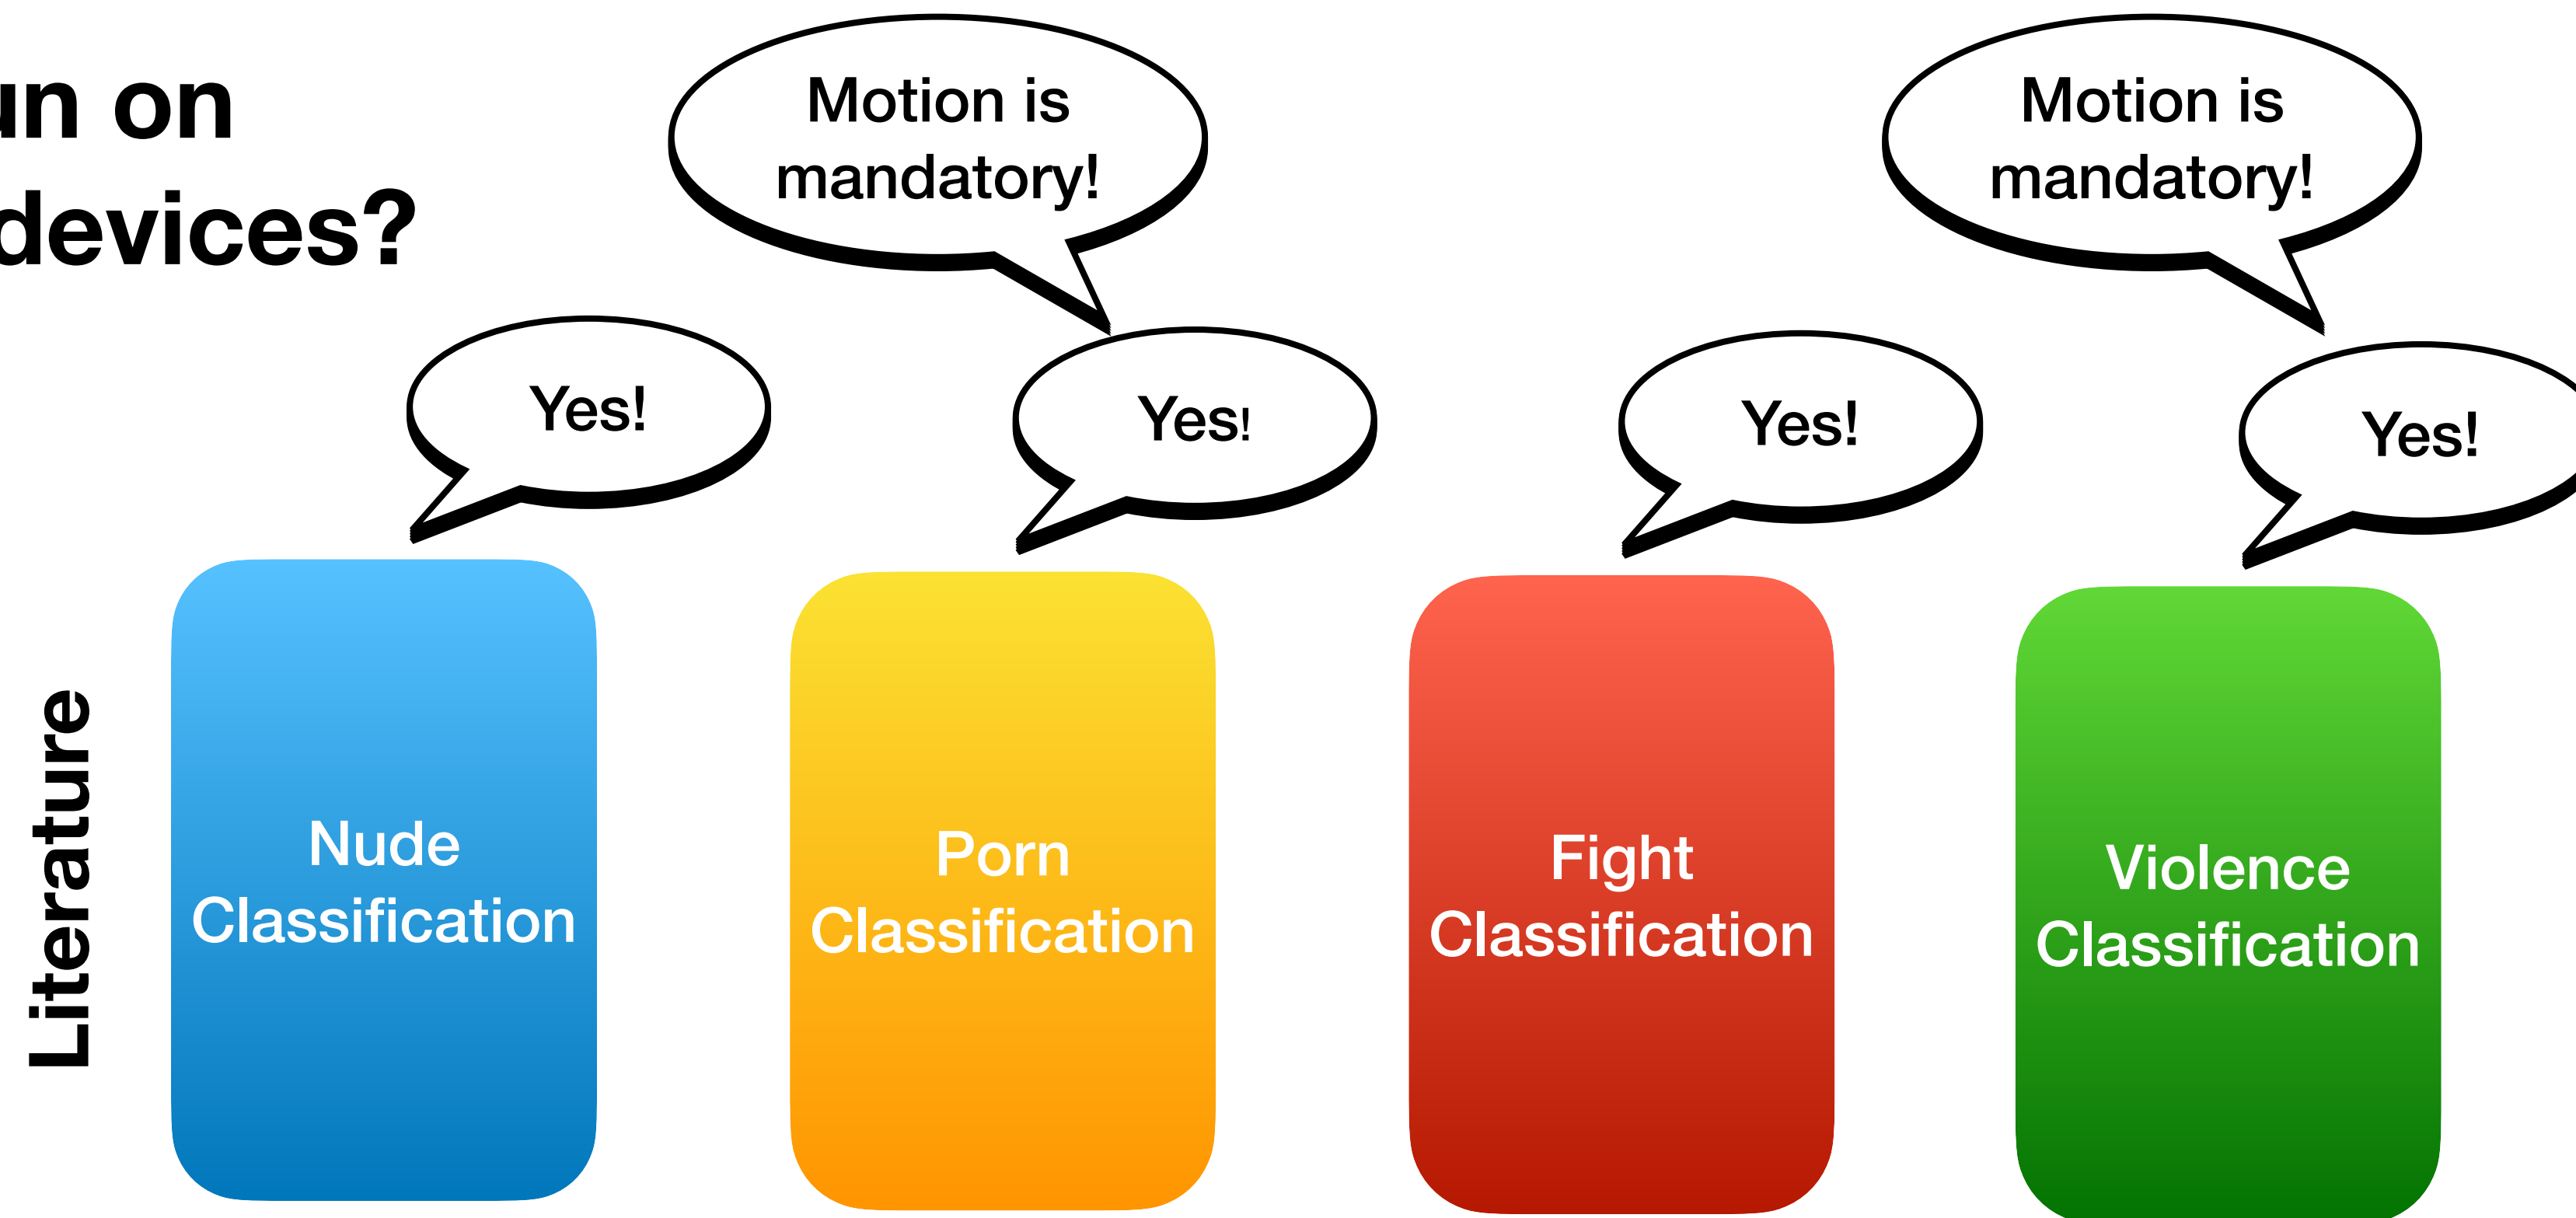 un on
devices?
Motion is
mandatory!
Motion is
mandatory!
Yes!
Yes!
Yes!
Yes!
Literature
Nude
Classification
Porn
Classification
Fight
Classification
Violence
Classification